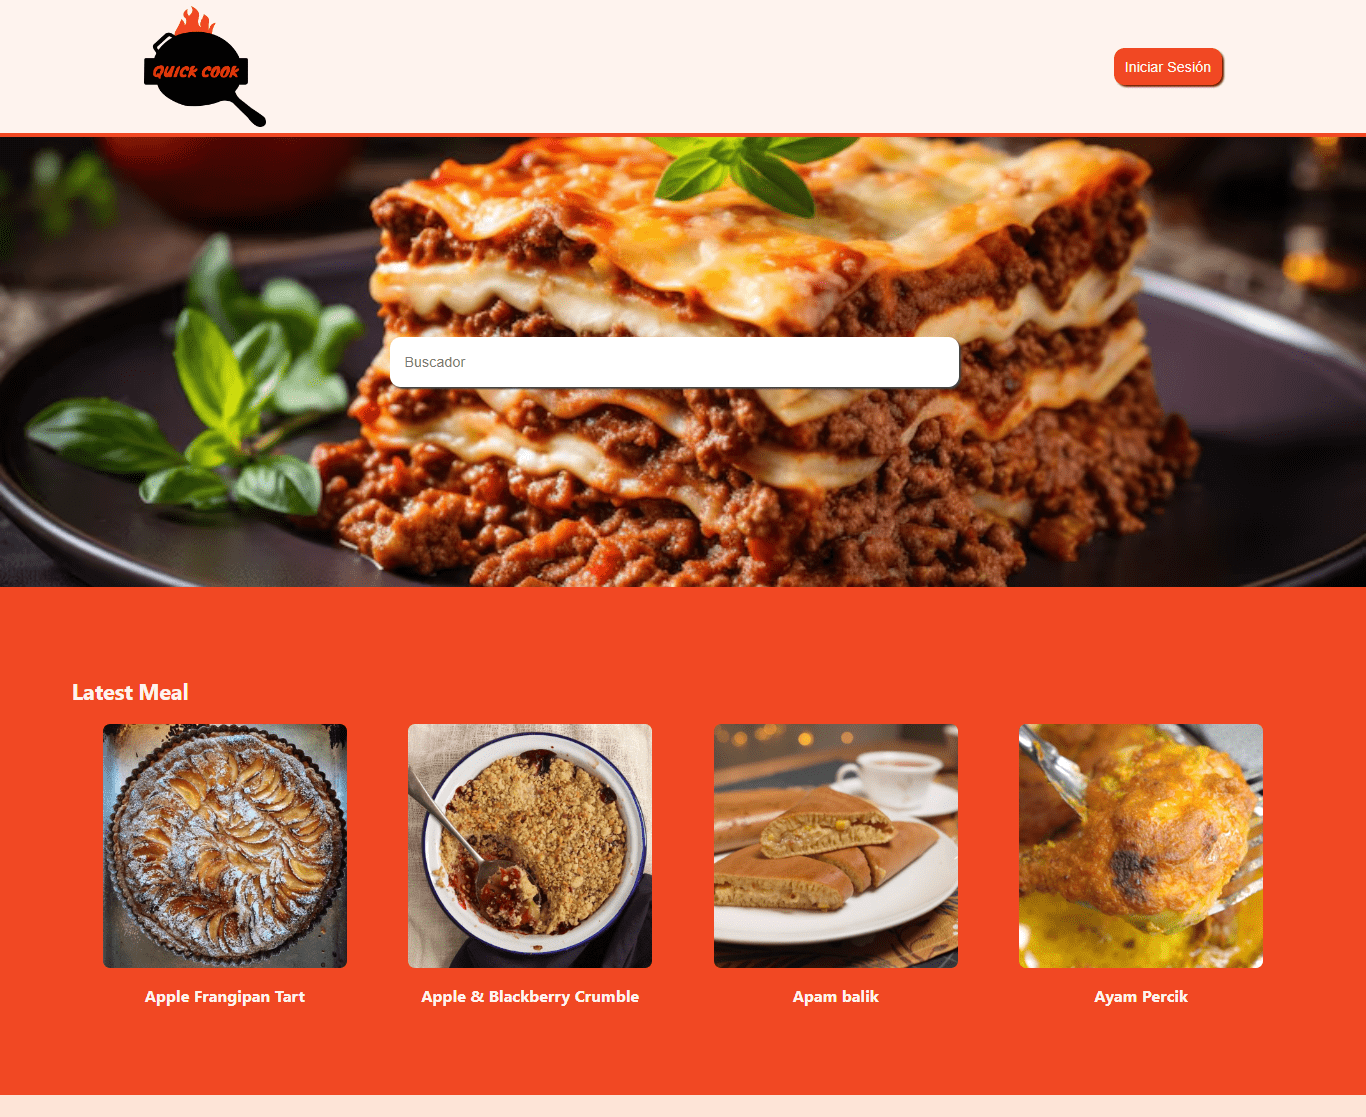 QUICK COOK
Iniciar Sesión
Buscador
Latest Meal
Apple Frangipan Tart
Apple & Blackberry Crumble
Apam balik
Ayam Percik